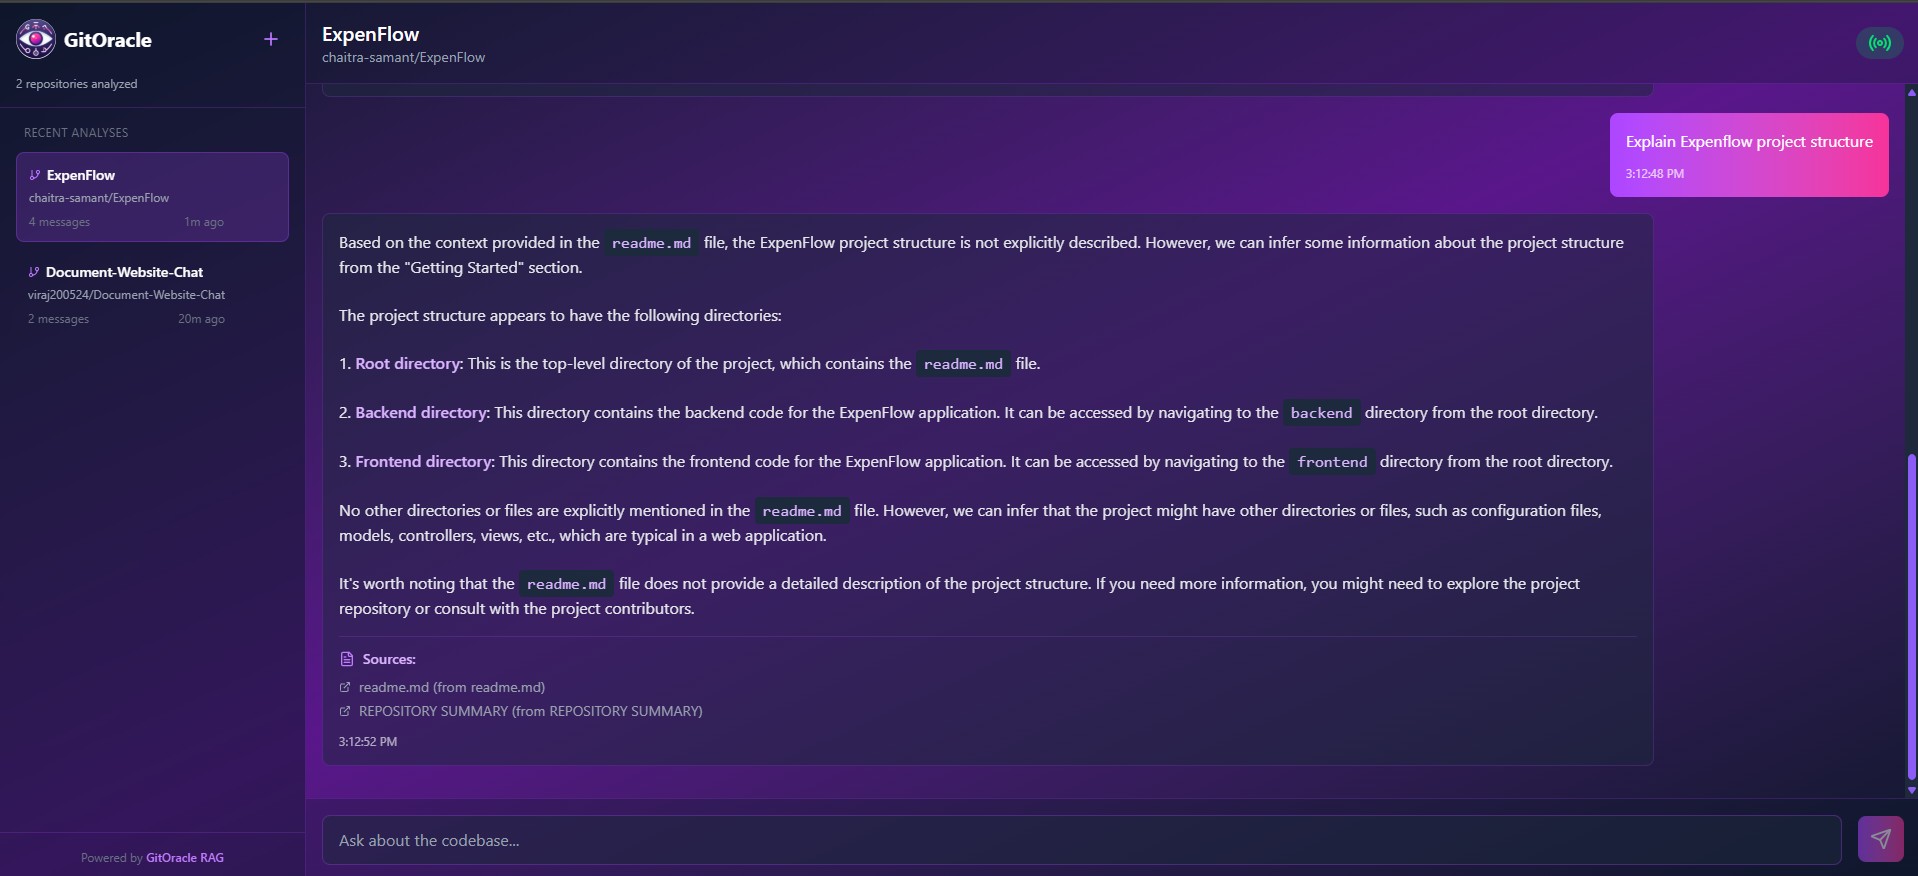 GitOracle
2 repositories analyzed
RECENT ANALYSES
ExpenFlow
chaitra-samant/ExpenFlow
4 messages 1m ago
Document-Website-Chat
viraj200524/Document-Website-Chat
2 messages 20m ago
Powered by GitOracle RAG
ExpenFlow
chaitra-samant/ExpenFlow
Explain Expenflow project structure
3:12:48 PM
Based on the context provided in the readme.md file, the ExpenFlow project structure is not explicitly described. However, we can infer some information about the project structure
from the "Getting Started" section.
The project structure appears to have the following directories:
1. Root directory: This is the top-level directory of the project, which contains the readme.md file.
2. Backend directory: This directory contains the backend code for the ExpenFlow application. It can be accessed by navigating to the backend directory from the root directory.
3. Frontend directory: This directory contains the frontend code for the ExpenFlow application. It can be accessed by navigating to the frontend directory from the root directory.
No other directories or files are explicitly mentioned in the readme.md file. However, we can infer that the project might have other directories or files, such as configuration files,
models, controllers, views, etc., which are typical in a web application.
It's worth noting that the readme.md file does not provide a detailed description of the project structure. If you need more information, you might need to explore the project
repository or consult with the project contributors.
Sources:
readme.md (from readme.md)
REPOSITORY SUMMARY (from REPOSITORY SUMMARY)
3:12:52 PM
Ask about the codebase...